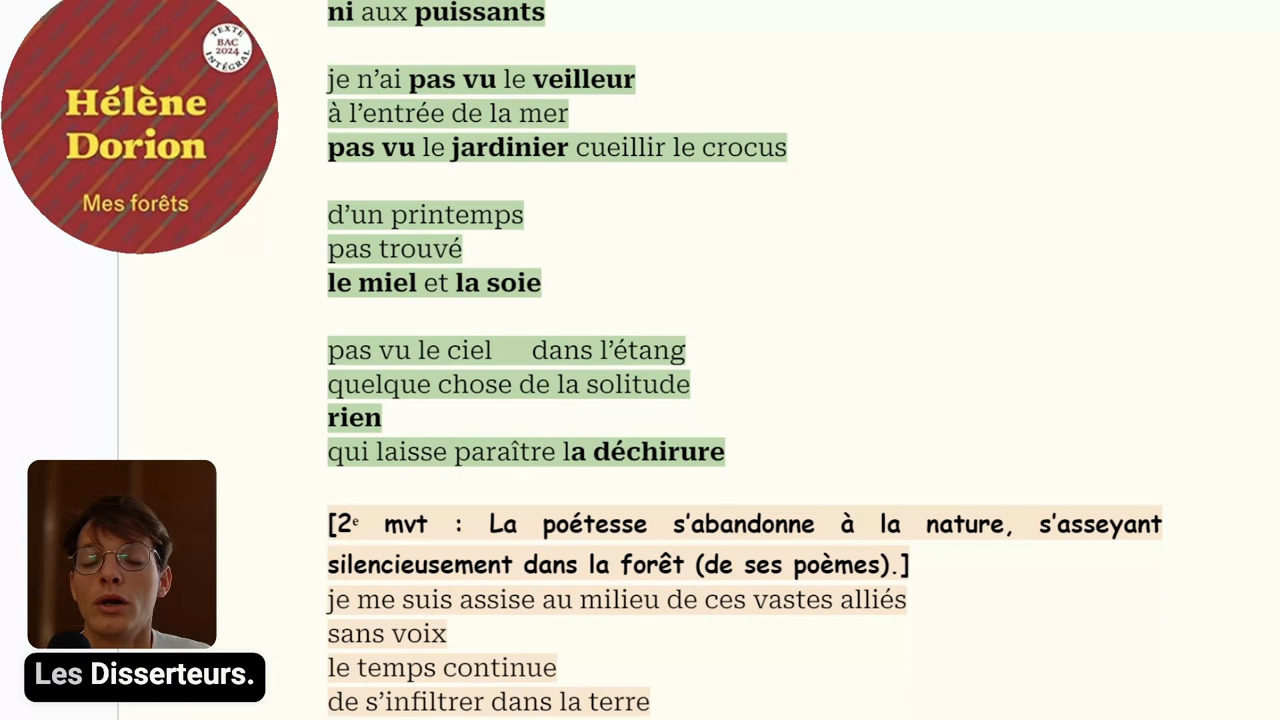 ni aux puissants
TEXTE
BAC
2024
INTÉGRAL
Hélène
Dorion
Mes forêts
je n’ai pas vu le veilleur
à l’entrée de la mer
pas vu le jardinier cueillir le crocus
d’un printemps
pas trouvé
le miel et la soie
pas vu le ciel dans l’étang
quelque chose de la solitude
rien
qui laisse paraître la déchirure
[2e mvt : La poétesse s’abandonne à la nature, s’asseyant
silencieusement dans la forêt (de ses poèmes).]
je me suis assise au milieu de ces vastes alliés
sans voix
le temps continue
de s’infiltrer dans la terre
Les Disserteurs.